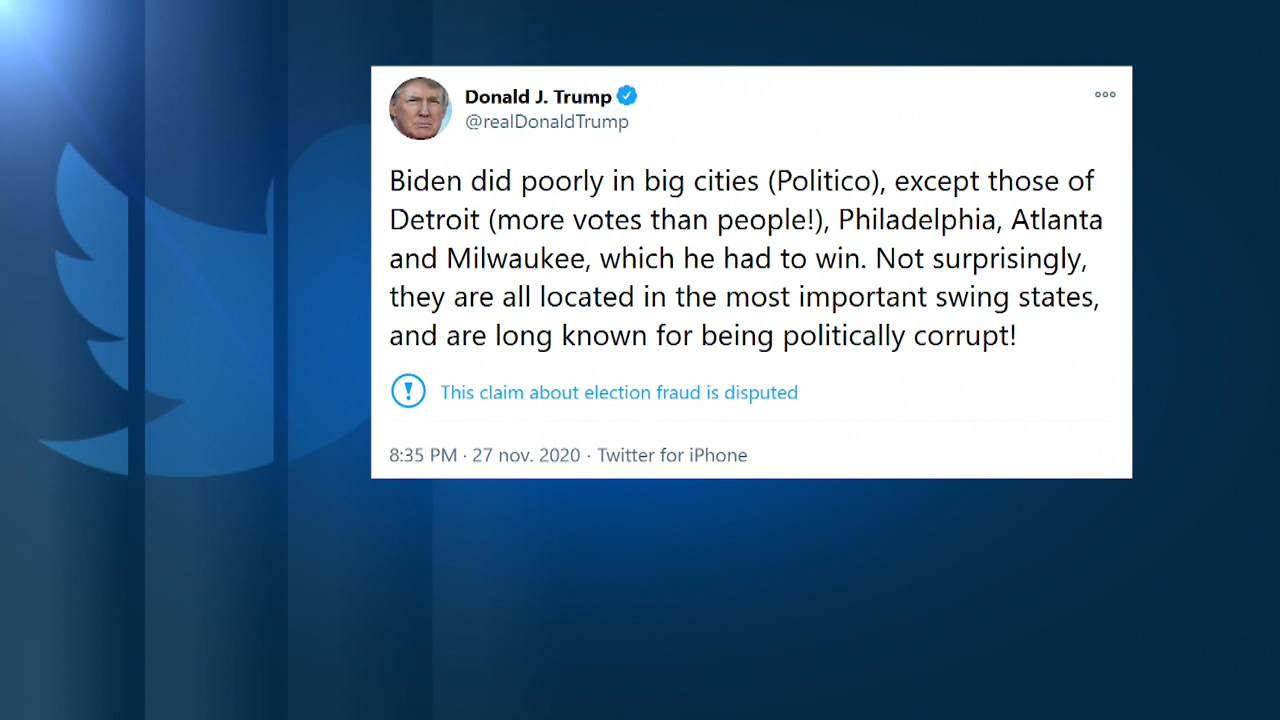 Donald J. Trump
@realDonaldTrump
Biden did poorly in big cities (Politico), except those of
Detroit (more votes than people!), Philadelphia, Atlanta
and Milwaukee, which he had to win. Not surprisingly,
they are all located in the most important swing states,
and are long known for being politically corrupt!
This claim about election fraud is disputed
8:35 PM · 27 nov. 2020 · Twitter for iPhone